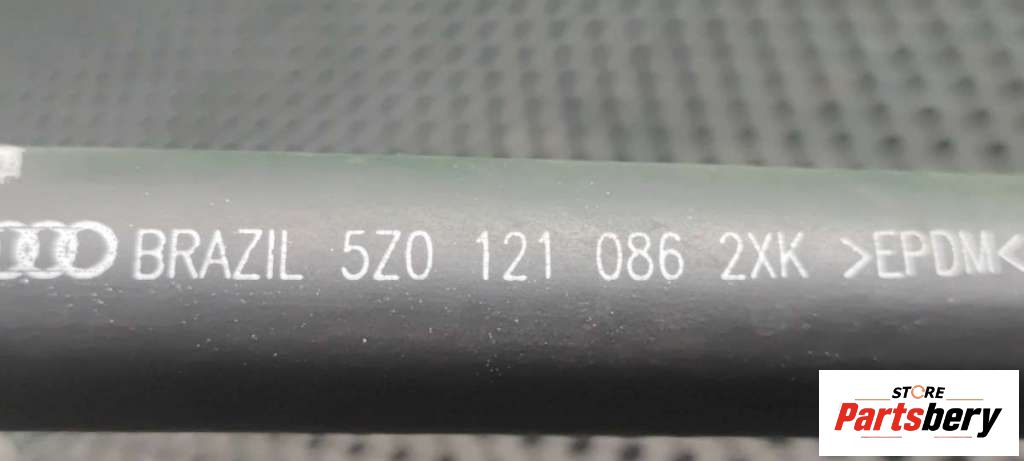 BRAZIL 5Z0 121 086 2XK >EPDM<
STORE
Partsbery